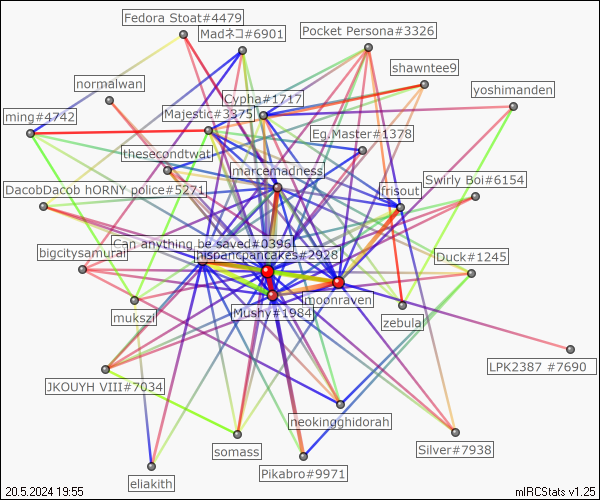 Fedora Stoat#4479
Madネコ#6901
Pocket Persona#3326
shawntee9
normalwan
yoshimanden
Cypha#1717
ming#4742
Majestic#3375
Eg.Master#1378
thesecondtwat
marcemadness
Swirly Boi#6154
DacobDacob hORNY police#5271
frisout
Can anything be saved#0396
bigcitysamurai
hispancpancakes#2928
Duck#1245
moonraven
mukszi
Mushy#1984
zebula
LPK2387 #7690
JKOUYH VIII#7034
neokingghidorah
somass
Silver#7938
Pikabro#9971
eliakith
20.5.2024 19:55
mIRCStats v1.25